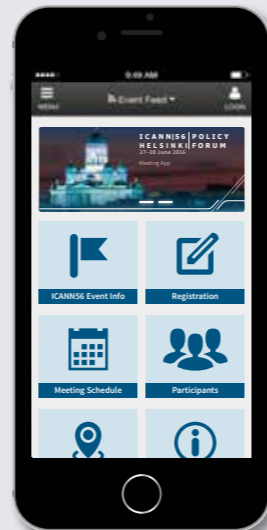 9:09 AM
MENU
Event Feed
LOGIN
ICANN|56 POLICY
HELSINKI FORUM
27–30 June 2016
Meeting App
ICANN56 Event Info
Registration
Meeting Schedule
Participants